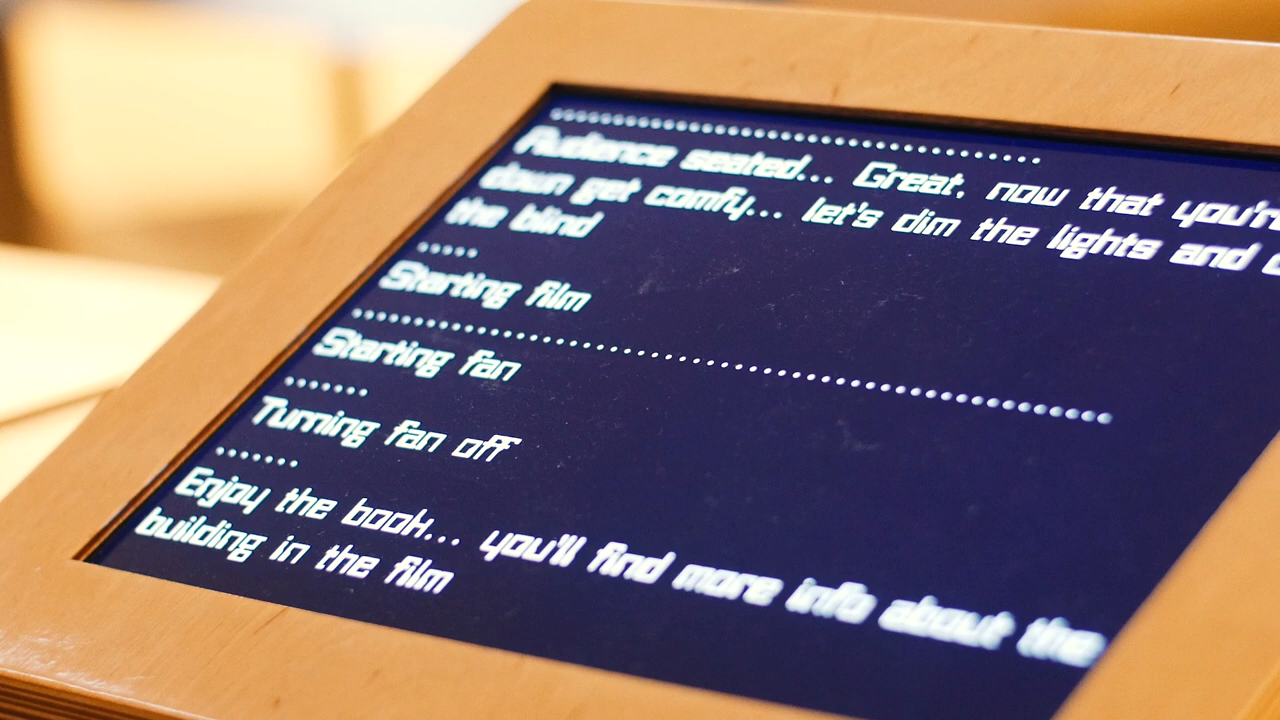 ........................................................
Audience seated... Great, now that you'r
down get comfy... let's dim the lights and
the blind
.....
Starting film
........................................................................
Starting fan
.......
Turning fan off
.......
Enjoy the book... you'll find more info about the
building in the film